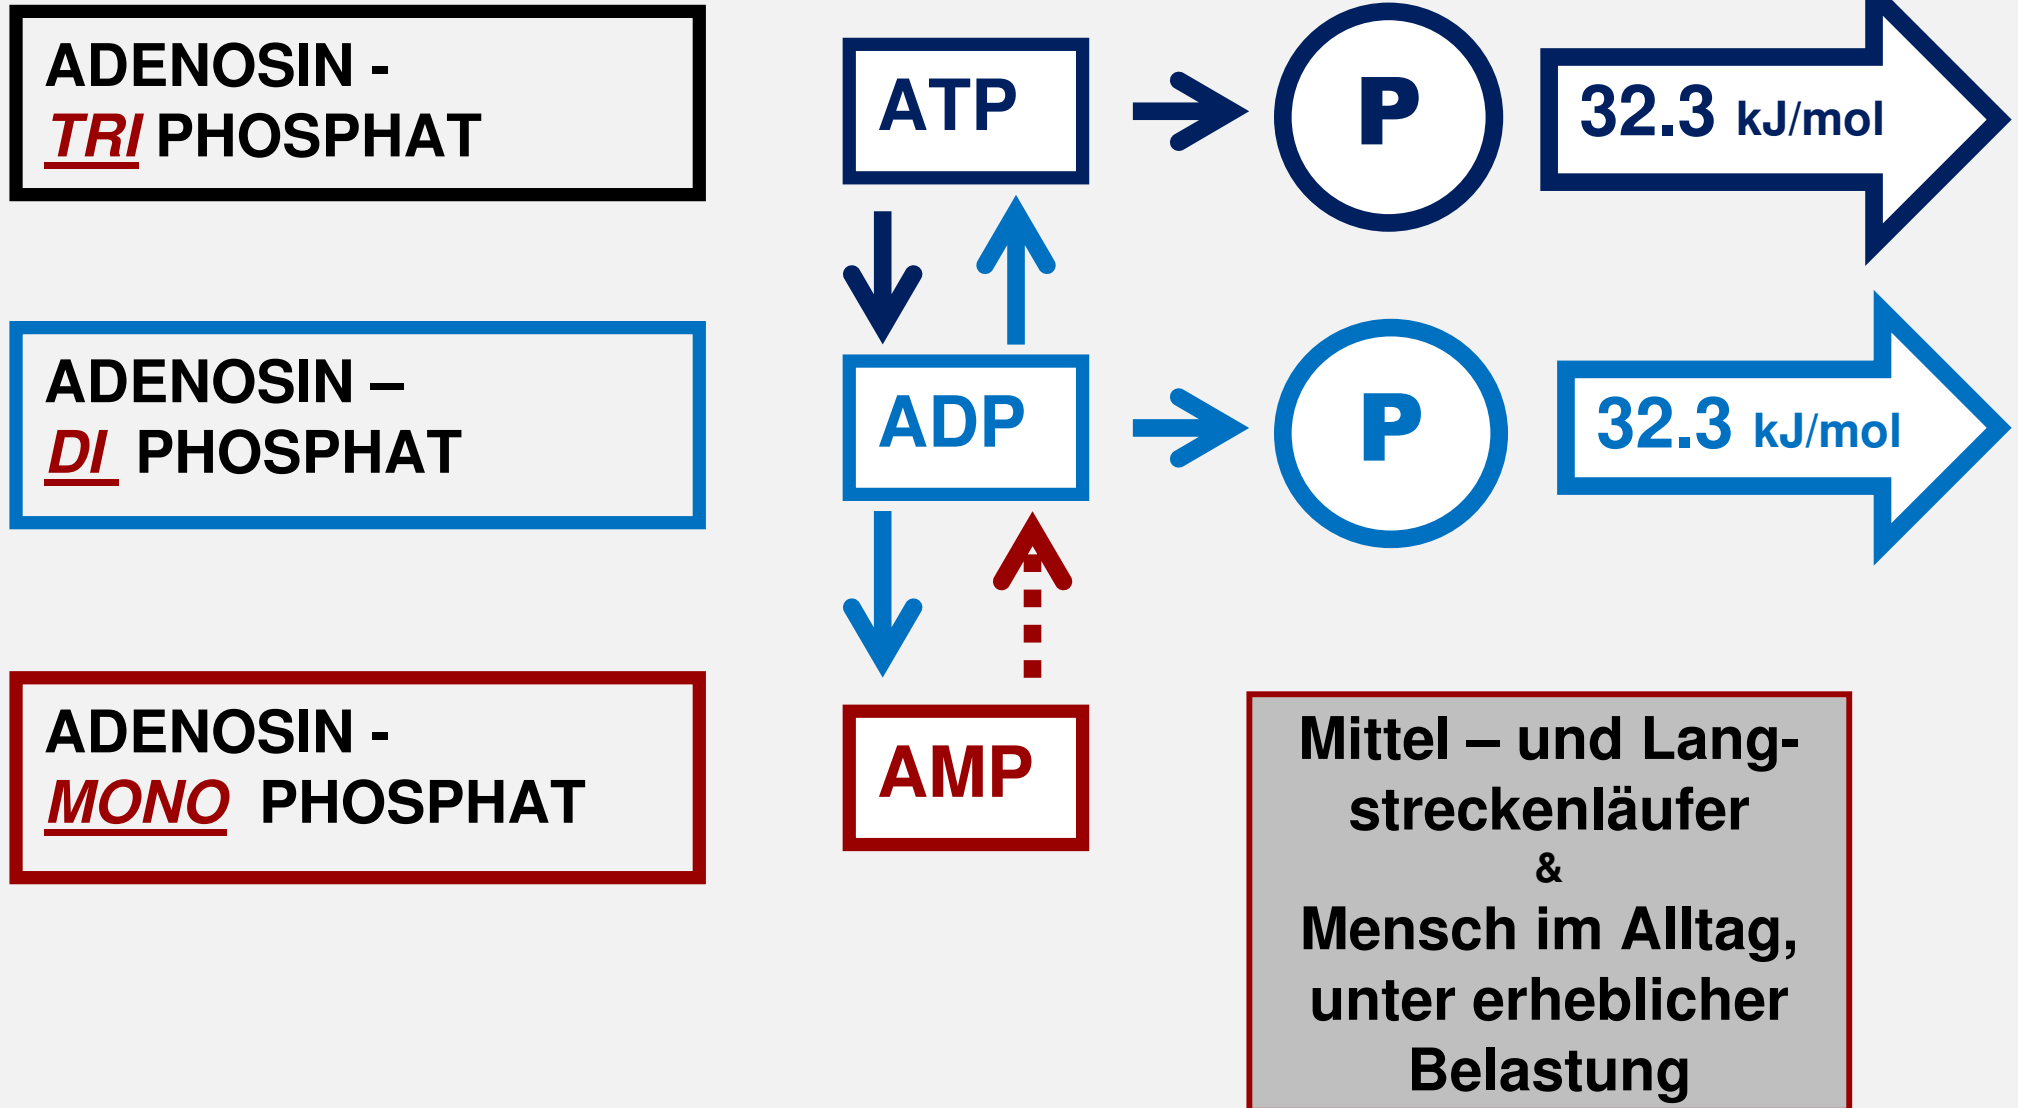 ADENOSIN -
TRI PHOSPHAT
ATP
P
32.3 kJ/mol
ADENOSIN –
DI PHOSPHAT
ADP
P
32.3 kJ/mol
ADENOSIN -
MONO PHOSPHAT
AMP
Mittel – und Lang-
streckenläufer
&
Mensch im Alltag,
unter erheblicher
Belastung